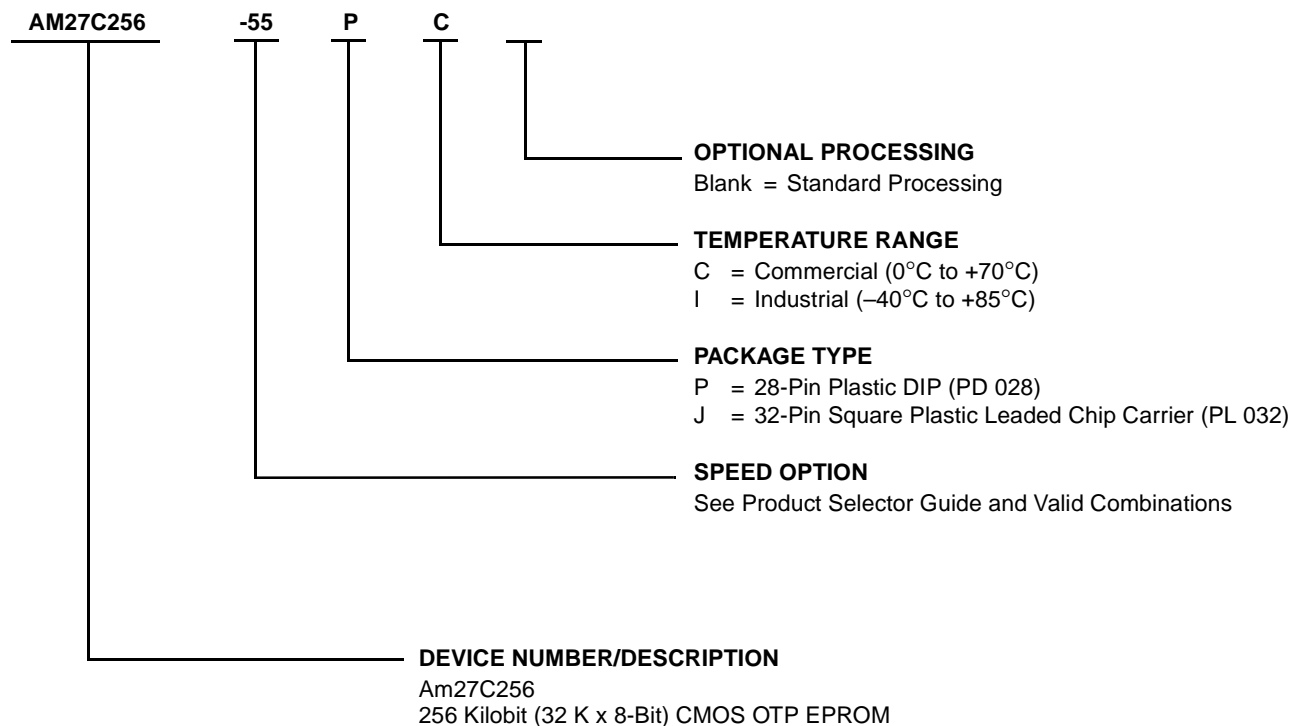 AM27C256 -55 P C
OPTIONAL PROCESSING
Blank = Standard Processing
TEMPERATURE RANGE
C = Commercial (0°C to +70°C)
I = Industrial (–40°C to +85°C)
PACKAGE TYPE
P = 28-Pin Plastic DIP (PD 028)
J = 32-Pin Square Plastic Leaded Chip Carrier (PL 032)
SPEED OPTION
See Product Selector Guide and Valid Combinations
DEVICE NUMBER/DESCRIPTION
Am27C256
256 Kilobit (32 K x 8-Bit) CMOS OTP EPROM